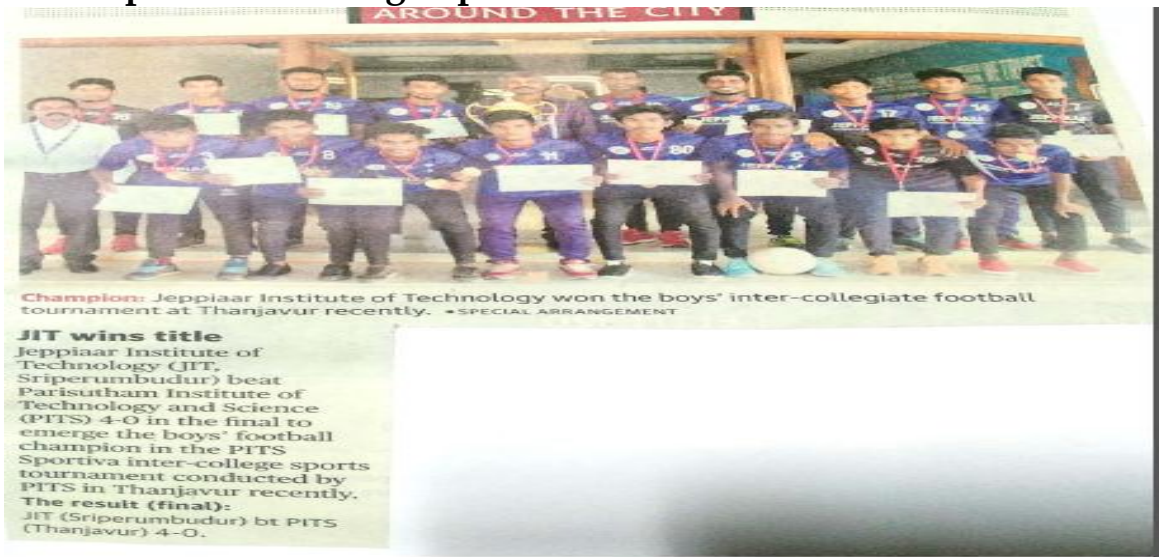 AROUND THE CITY
Champion: Jeppiaar Institute of Technology won the boys' inter-collegiate football
tournament at Thanjavur recently. •SPECIAL ARRANGEMENT
JIT wins title
Jeppiaar Institute of
Technology (JIT,
Sriperumbudur) beat
Parisutham Institute of
Technology and Science
(PITS) 4-0 in the final to
emerge the boys' football
champion in the PITS
Sportiva inter-college sports
tournament conducted by
PITS in Thanjavur recently.
The result (final):
JIT (Sriperumbudur) bt PITS
(Thanjavur) 4-0.